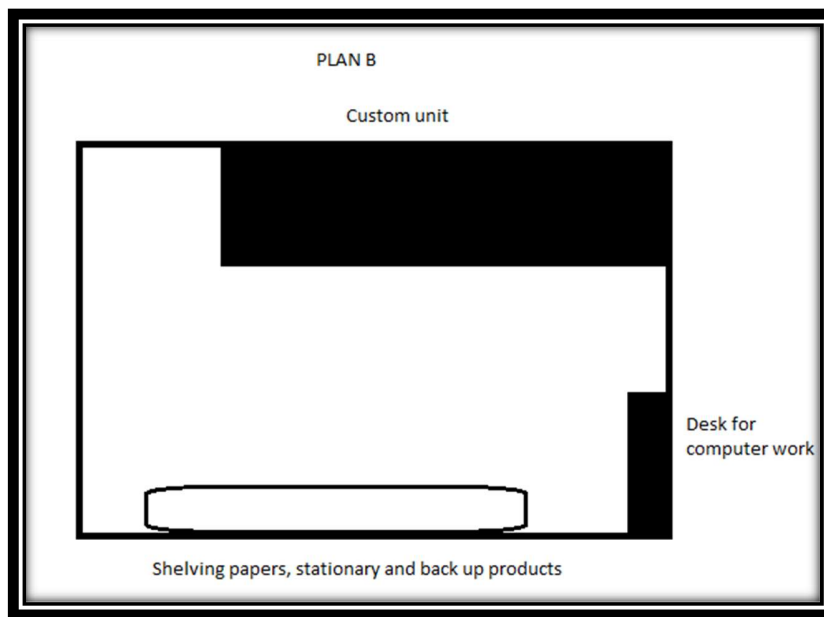 PLAN B
Custom unit
Desk for
computer work
Shelving papers, stationary and back up products